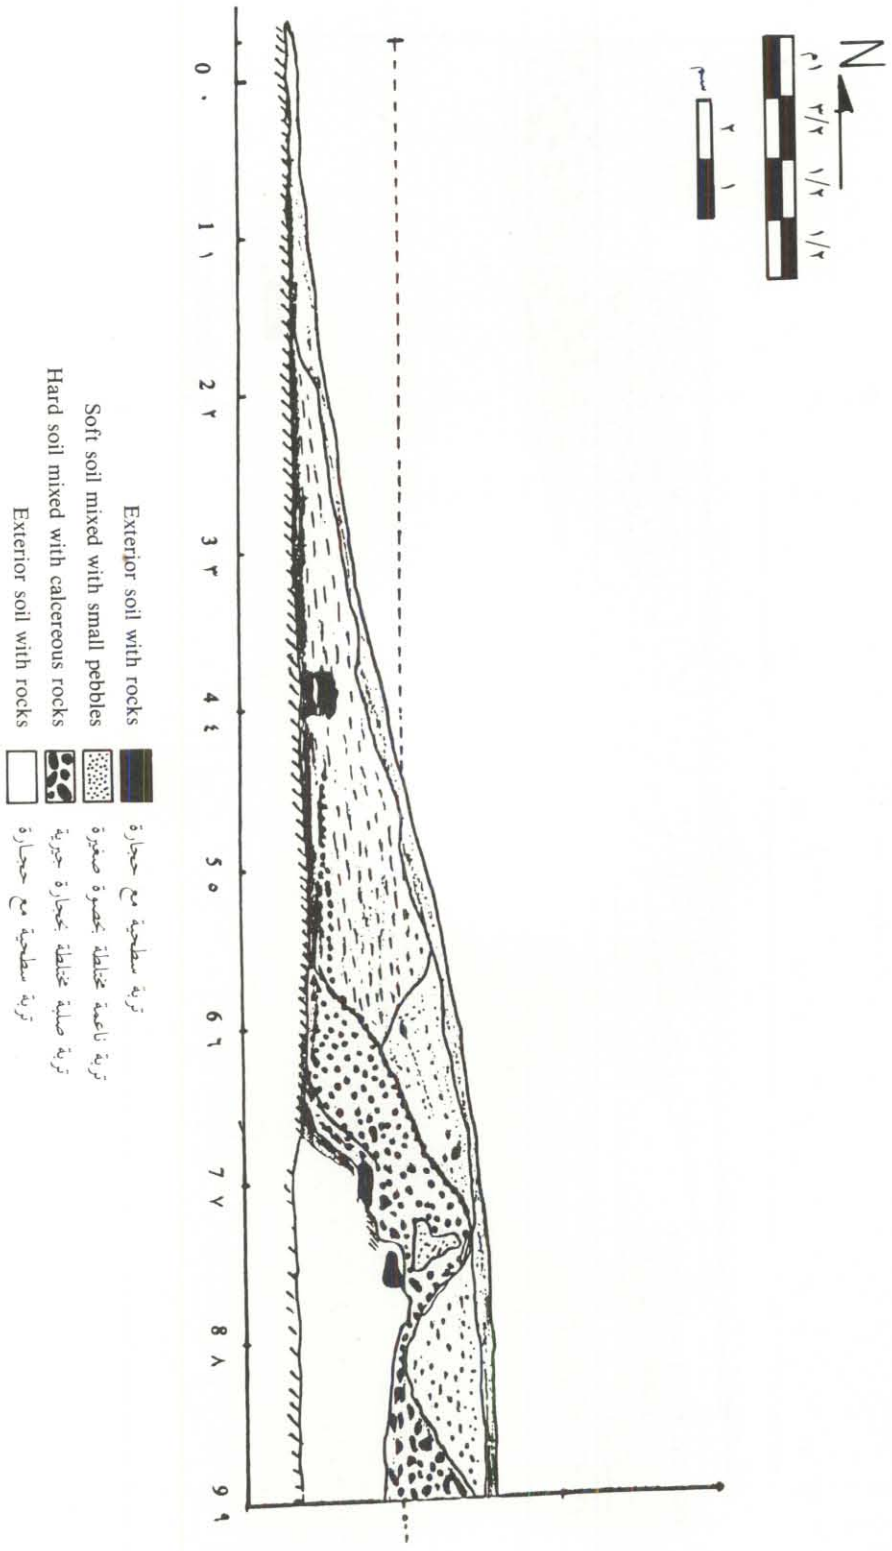 N
١م
٣/٢
١/٢
١/٢
سم
٢
١
0 ٠
1 ١
2 ٢
3 ٣
4 ٤
5 ٥
6 ٦
7 ٧
8 ٨
9 ٩
Exterior soil with rocks تربة سطحية مع حجارة
Soft soil mixed with small pebbles تربة ناعمة مختلطة بحصوة صغيرة
Hard soil mixed with calcereous rocks تربة صلبة مختلطة بحجارة جيرية
Exterior soil with rocks تربة سطحية مع حجارة